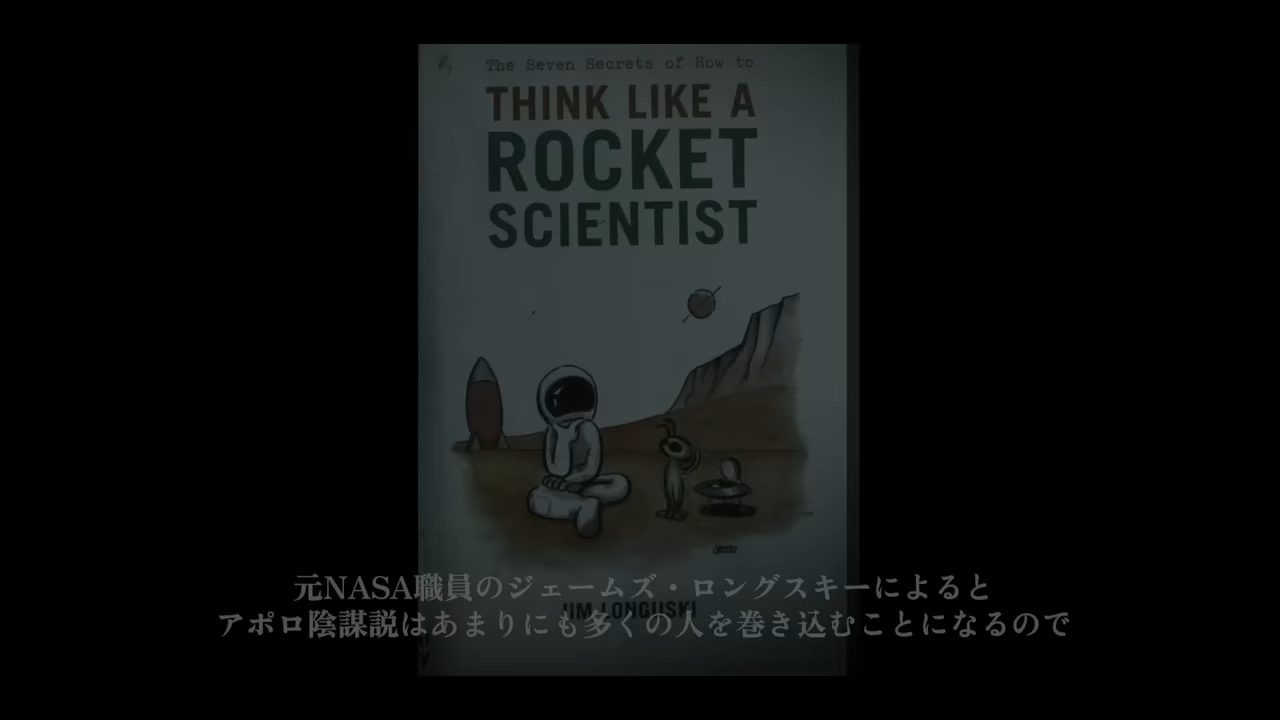 The Seven Secrets of How to
THINK LIKE A
ROCKET
SCIENTIST
元NASA職員のジェームズ・ロングスキーによると
JIM LONGUSKI
アポロ陰謀説はあまりにも多くの人を巻き込むことになるので